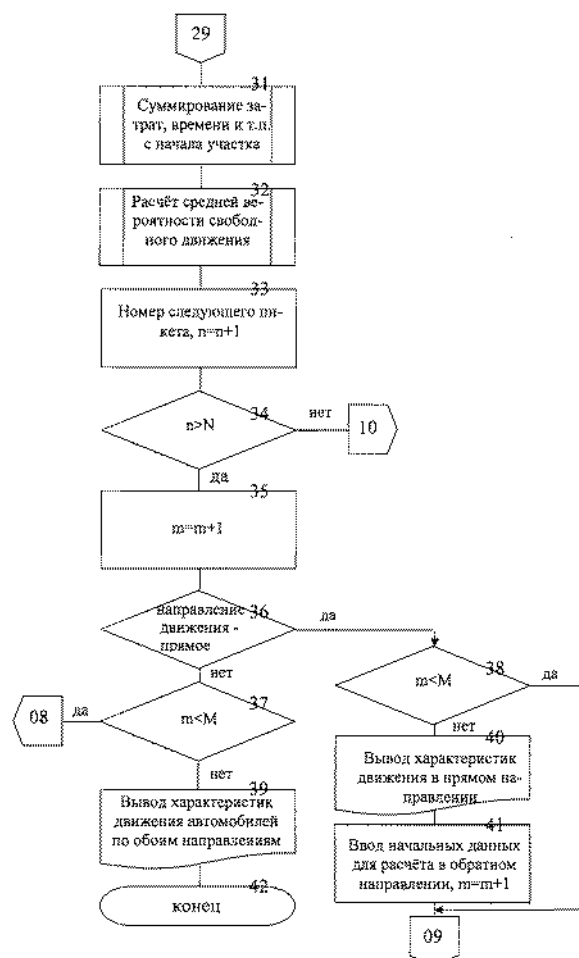 29
31
Суммирование за-
трат, времени и т.п.
с начала участка
32
Расчёт средней ве-
роятности свобод-
ного движения
33
Номер следующего пи-
кета, n=n+1
34
n>N
нет
10
да
35
m=m+1
36
направление
движения -
прямое
да
нет
37
m<M
да
08
38
m<M
да
нет
нет
39
Вывод характеристик
движения автомобилей
по обоим направлениям
40
Вывод характеристик
движения в прямом на-
правлении
41
Ввод начальных данных
для расчёта в обратном
направлении, m=m+1
42
конец
09